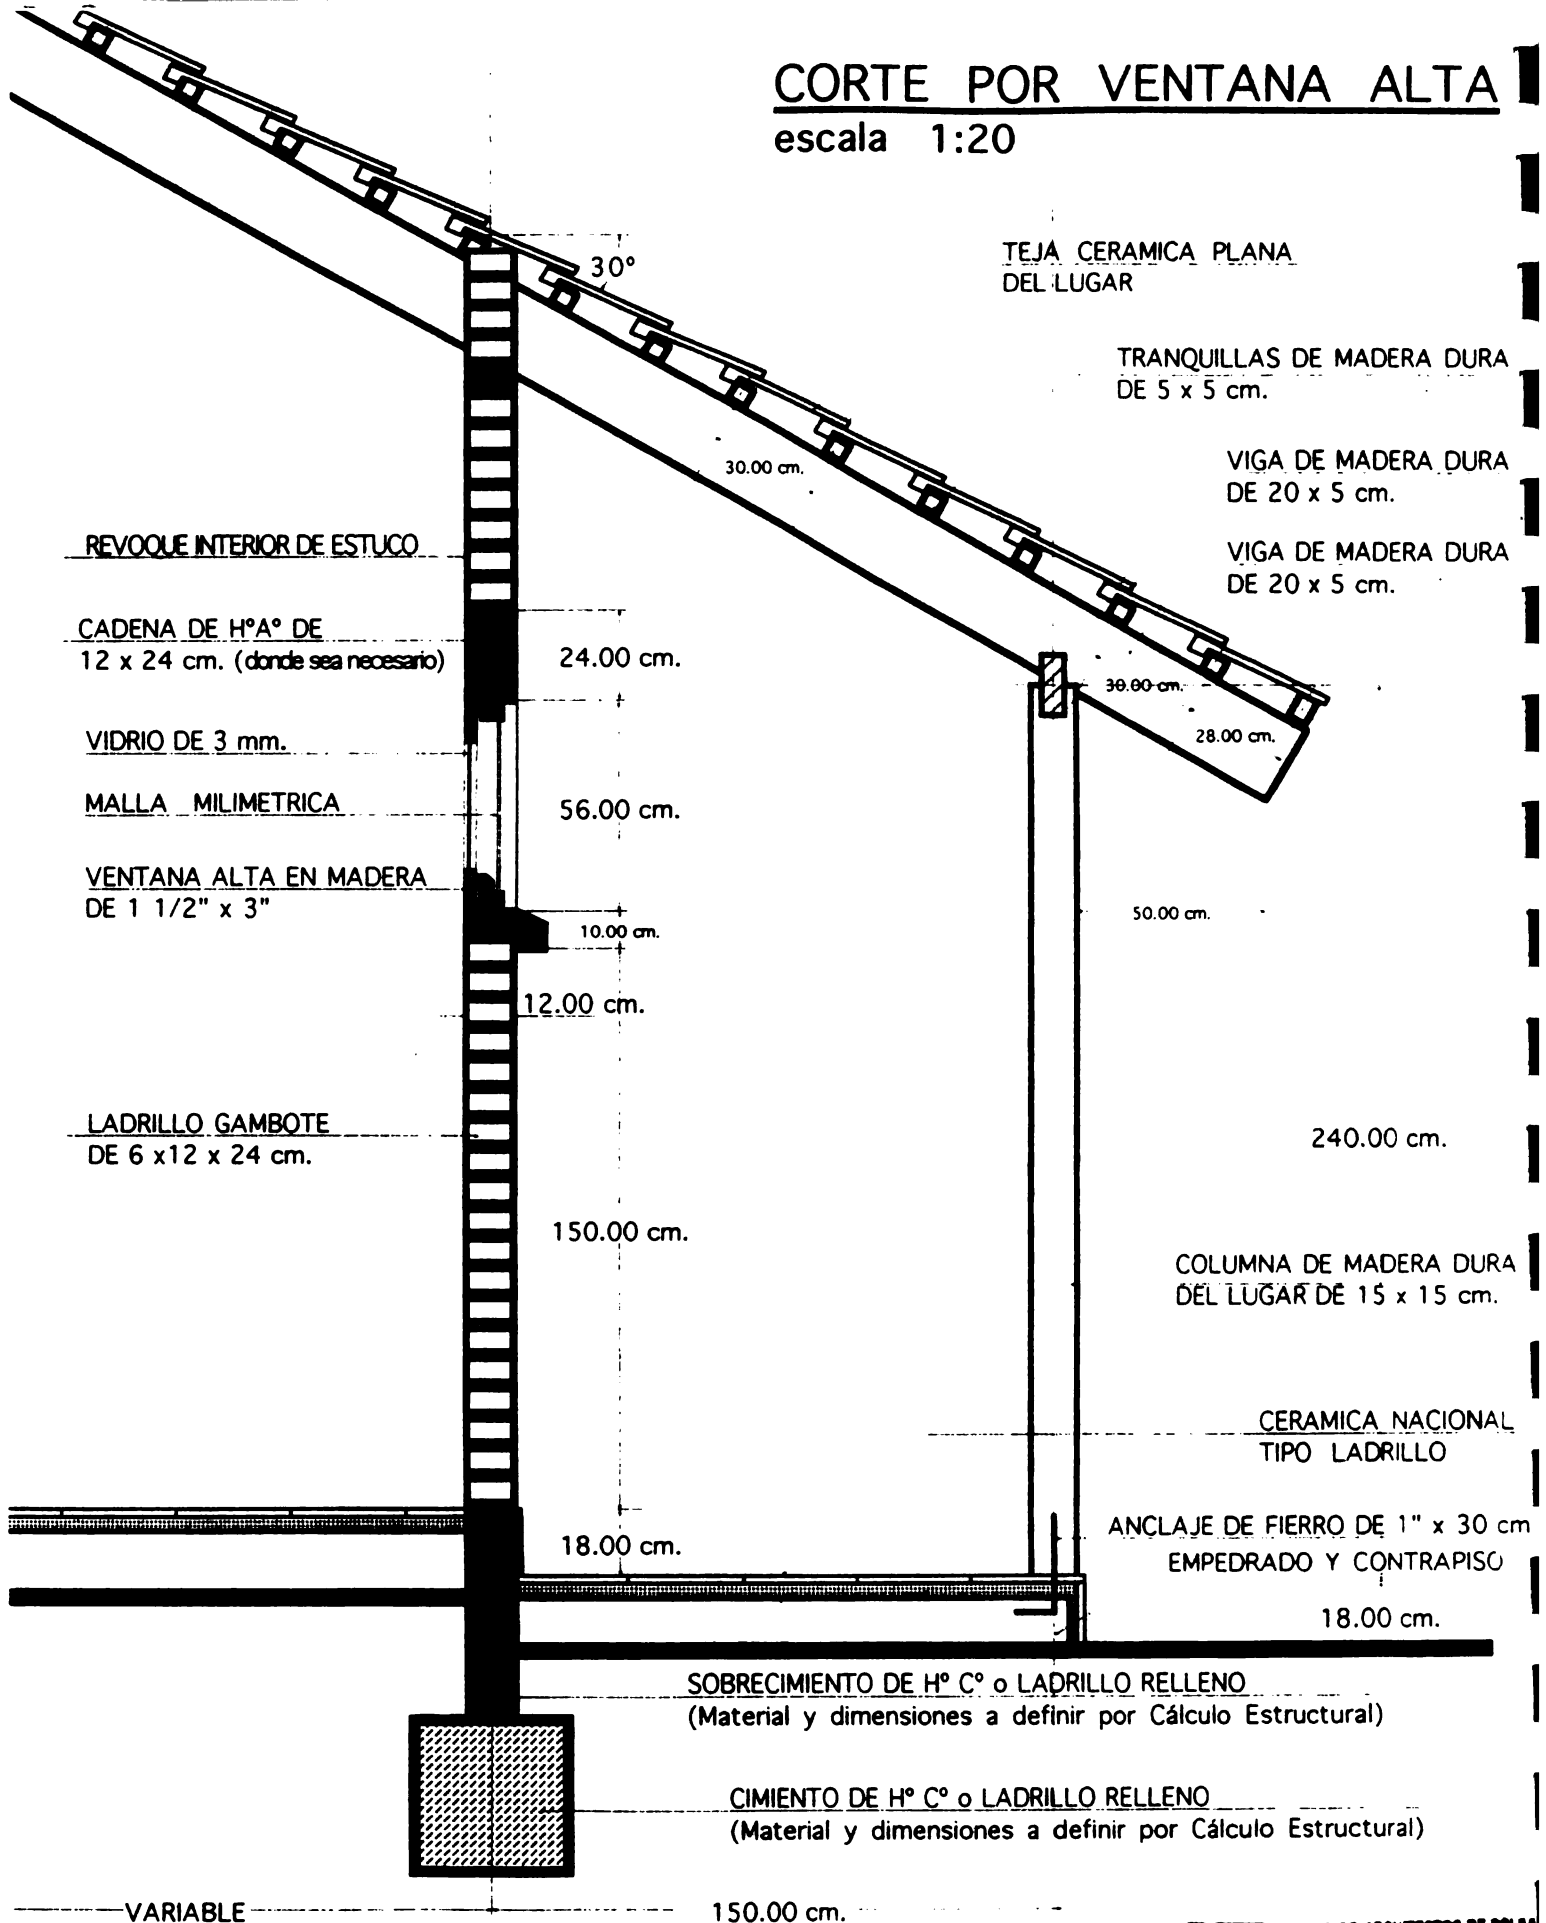 CORTE POR VENTANA ALTA
escala 1:20
30°
TEJA CERAMICA PLANA
DEL LUGAR
TRANQUILLAS DE MADERA DURA
DE 5 x 5 cm.
30.00 cm.
VIGA DE MADERA DURA
DE 20 x 5 cm.
VIGA DE MADERA DURA
DE 20 x 5 cm.
REVOQUE INTERIOR DE ESTUCO
CADENA DE H°A° DE
12 x 24 cm. (donde sea necesario)
24.00 cm.
30.00 cm.
28.00 cm.
VIDRIO DE 3 mm.
MALLA MILIMETRICA
56.00 cm.
VENTANA ALTA EN MADERA
DE 1 1/2" x 3"
50.00 cm.
10.00 cm.
12.00 cm.
LADRILLO GAMBOTE
DE 6 x12 x 24 cm.
240.00 cm.
150.00 cm.
COLUMNA DE MADERA DURA
DEL LUGAR DE 15 x 15 cm.
CERAMICA NACIONAL
TIPO LADRILLO
ANCLAJE DE FIERRO DE 1" x 30 cm
18.00 cm.
EMPEDRADO Y CONTRAPISO
18.00 cm.
SOBRECIMIENTO DE H° C° o LADRILLO RELLENO
(Material y dimensiones a definir por Cálculo Estructural)
CIMIENTO DE H° C° o LADRILLO RELLENO
(Material y dimensiones a definir por Cálculo Estructural)
VARIABLE
150.00 cm.